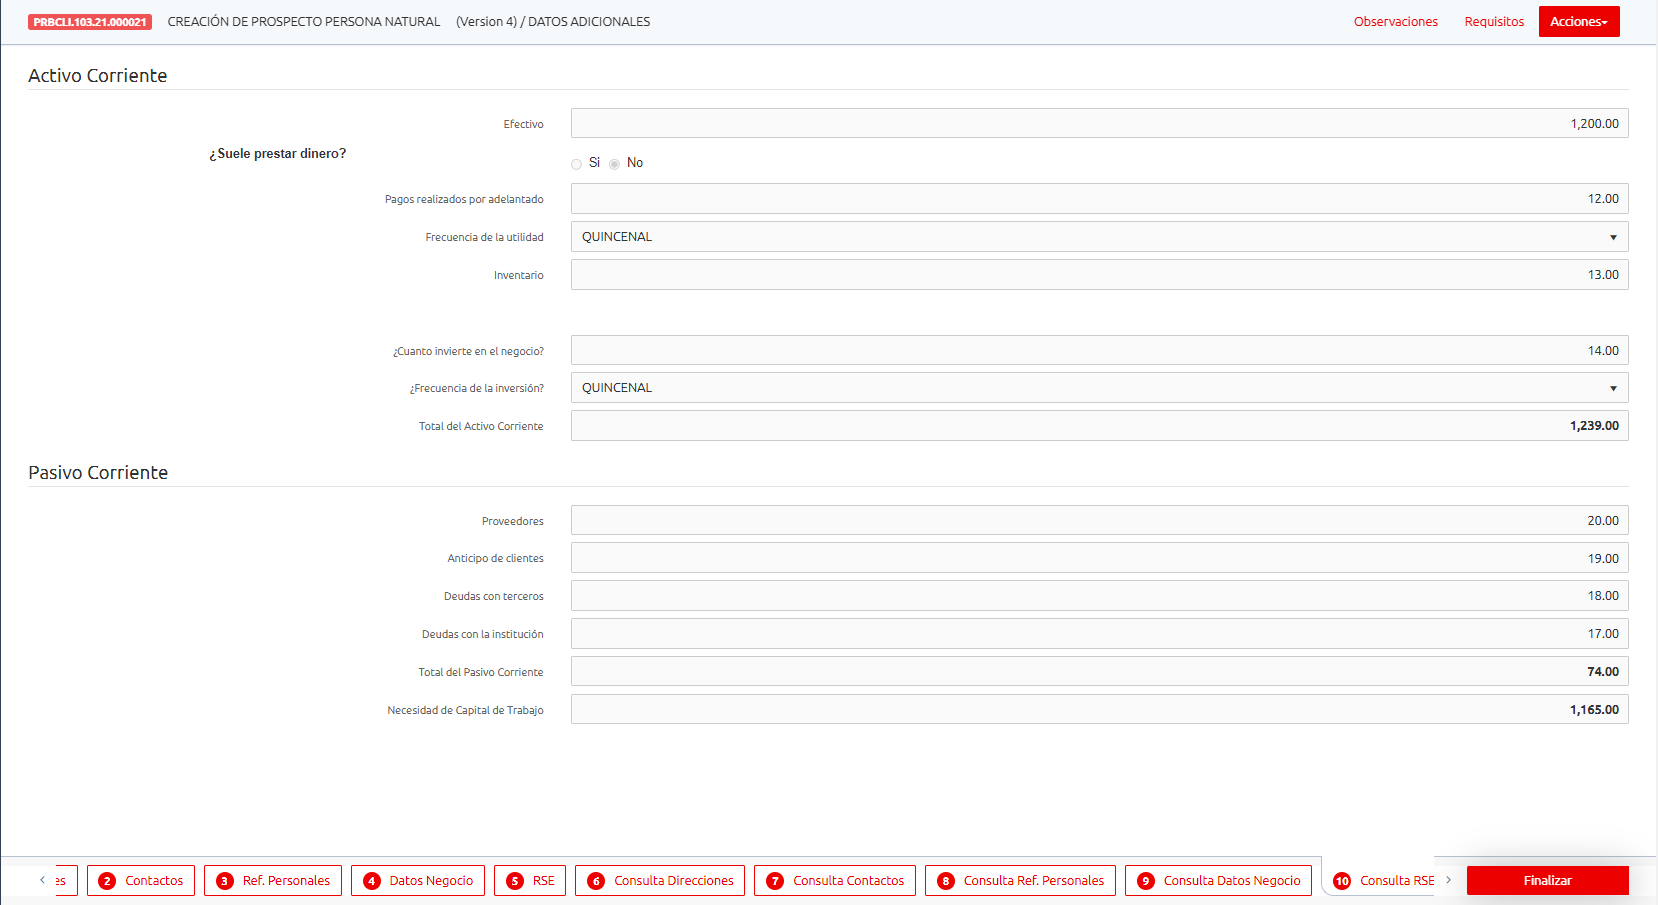 PRBCLI.103.21.000021 CREACIÓN DE PROSPECTO PERSONA NATURAL (Version 4) / DATOS ADICIONALES Observaciones Requisitos Acciones
Activo Corriente
Efectivo 1,200.00
¿Suele prestar dinero? Si No
Pagos realizados por adelantado 12.00
Frecuencia de la utilidad QUINCENAL
Inventario 13.00
¿Cuanto invierte en el negocio? 14.00
¿Frecuencia de la inversión? QUINCENAL
Total del Activo Corriente 1,239.00
Pasivo Corriente
Proveedores 20.00
Anticipo de clientes 19.00
Deudas con terceros 18.00
Deudas con la institución 17.00
Total del Pasivo Corriente 74.00
Necesidad de Capital de Trabajo 1,165.00
es 2 Contactos 3 Ref. Personales 4 Datos Negocio 5 RSE 6 Consulta Direcciones 7 Consulta Contactos 8 Consulta Ref. Personales 9 Consulta Datos Negocio 10 Consulta RSE Finalizar